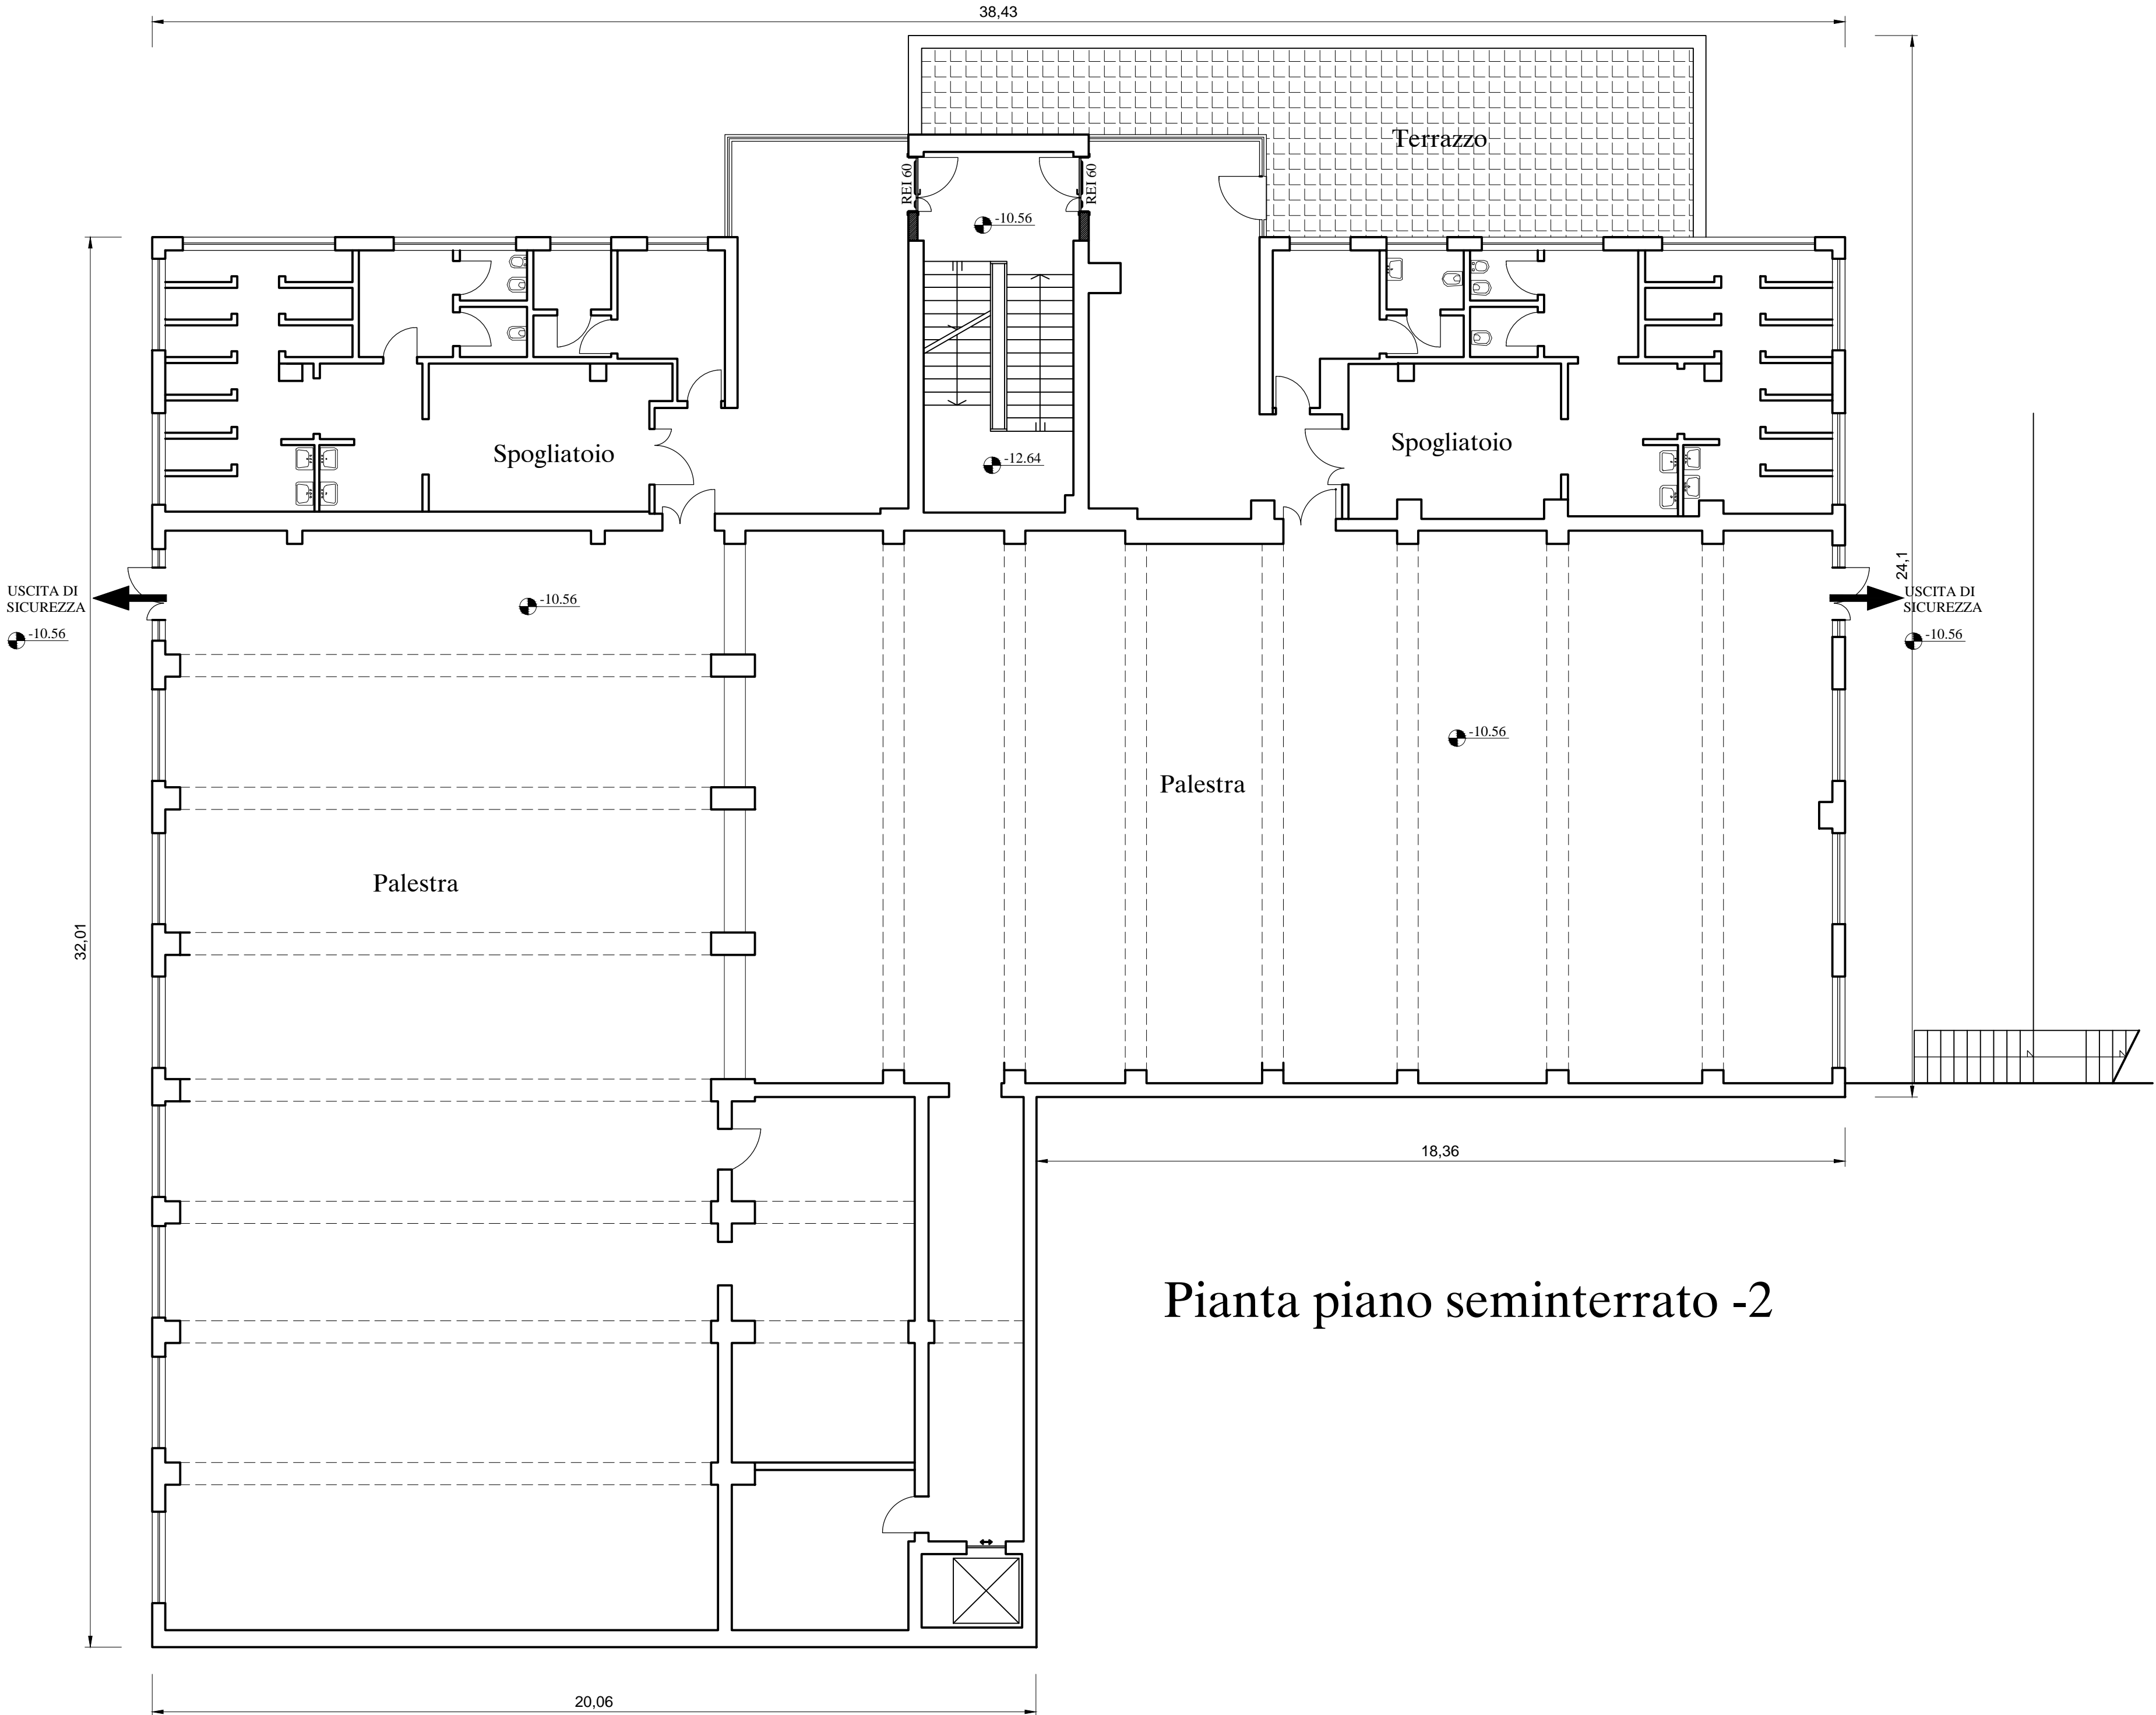 38,43
Terrazzo
REI 60
REI 60
-10.56
Spogliatoio
Spogliatoio
-12.64
24,1
USCITA DI
SICUREZZA
-10.56
-10.56
USCITA DI
SICUREZZA
-10.56
-10.56
Palestra
Palestra
32,01
18,36
Pianta piano seminterrato -2
20,06